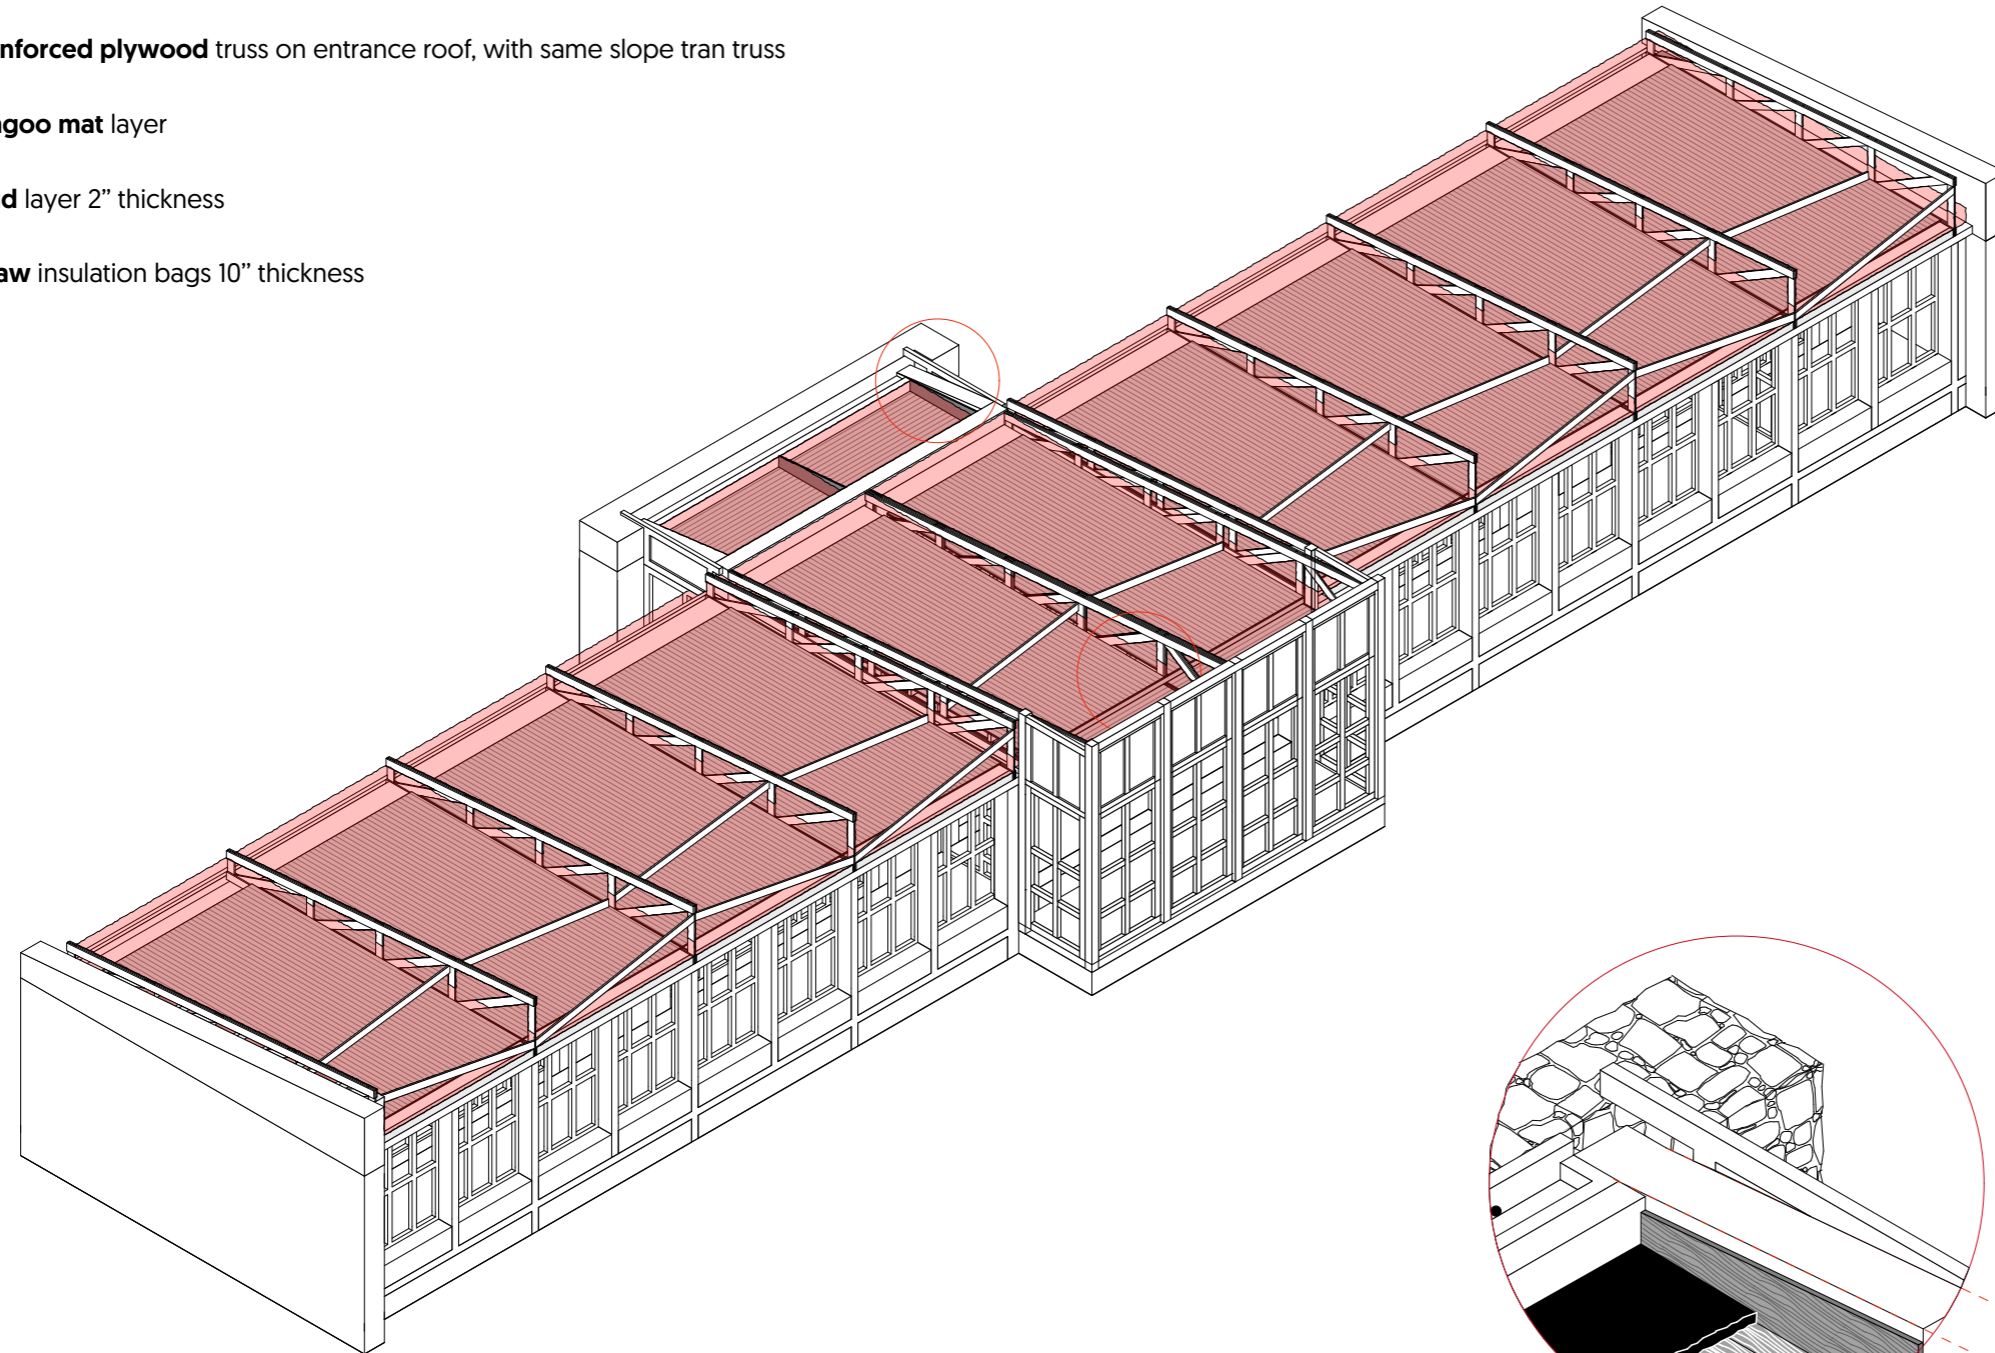 nforced plywood truss on entrance roof, with same slope tran truss
goo mat layer
d layer 2” thickness
aw insulation bags 10” thickness